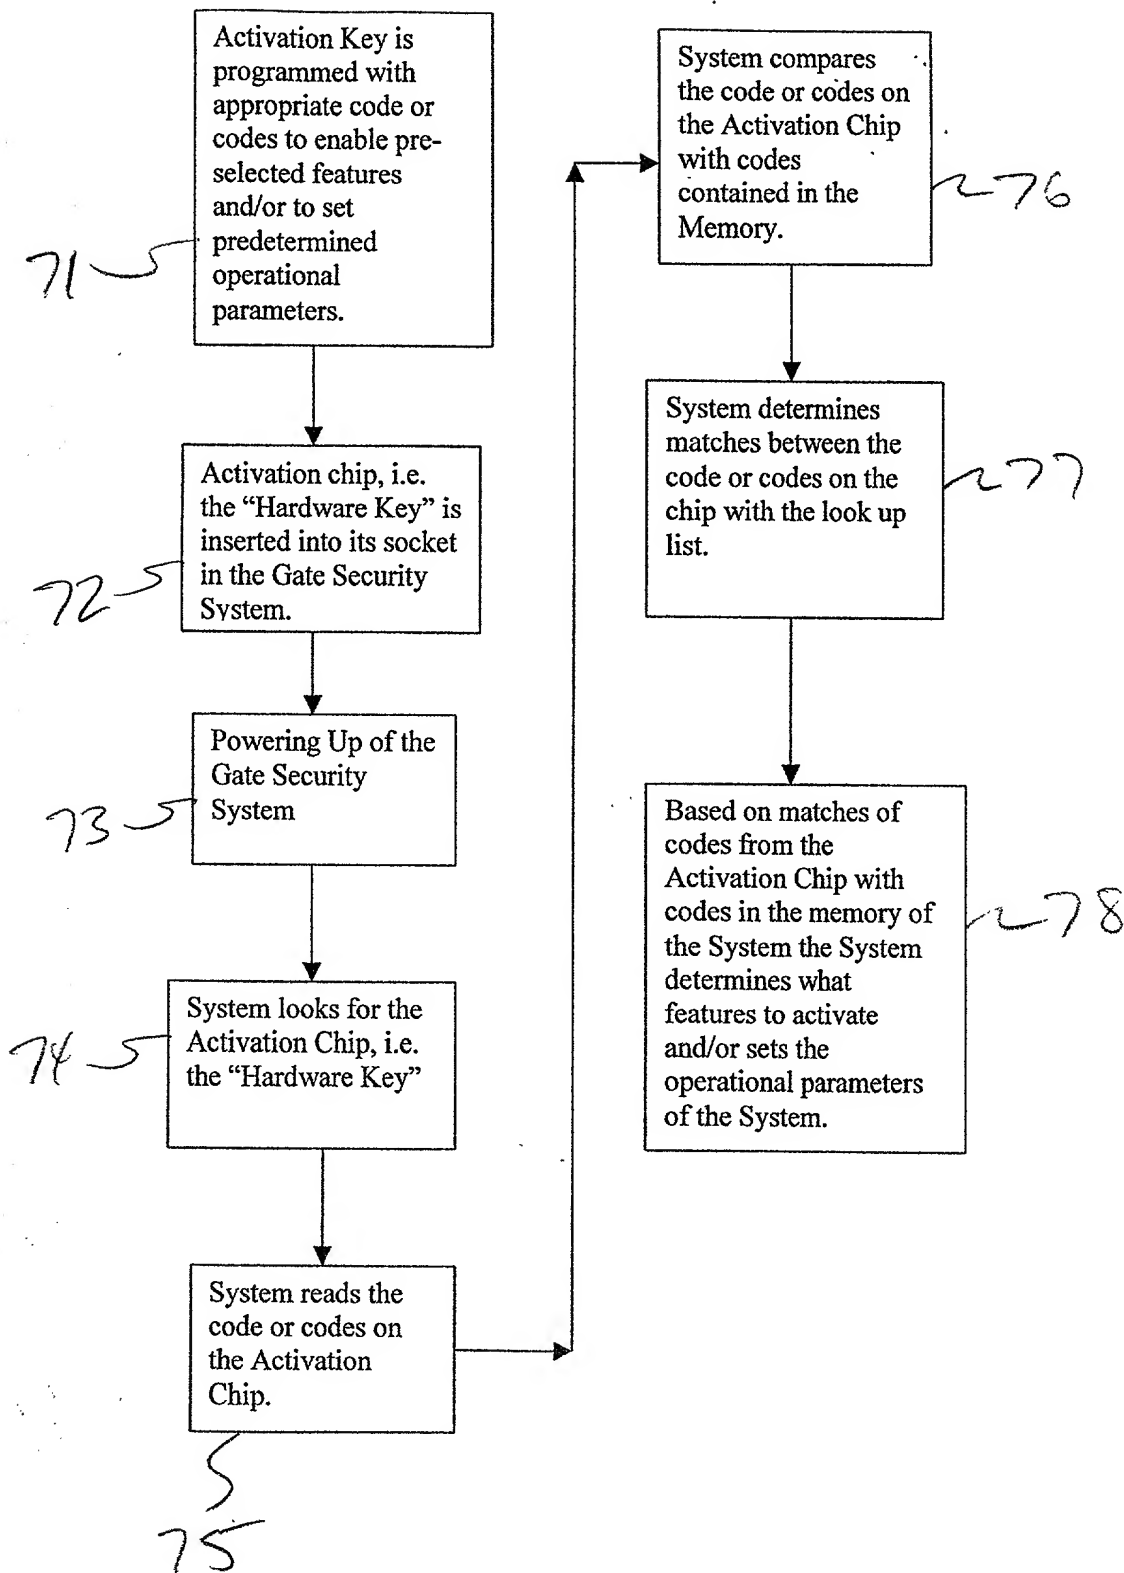 Activation Key is
programmed with
appropriate code or
codes to enable pre-
selected features
and/or to set
predetermined
operational
parameters.
71
Activation chip, i.e.
the “Hardware Key” is
inserted into its socket
in the Gate Security
System.
72
Powering Up of the
Gate Security
System
73
System looks for the
Activation Chip, i.e.
the “Hardware Key”
74
System reads the
code or codes on
the Activation
Chip.
75
System compares
the code or codes on
the Activation Chip
with codes
contained in the
Memory.
76
System determines
matches between the
code or codes on the
chip with the look up
list.
77
Based on matches of
codes from the
Activation Chip with
codes in the memory of
the System the System
determines what
features to activate
and/or sets the
operational parameters
of the System.
78